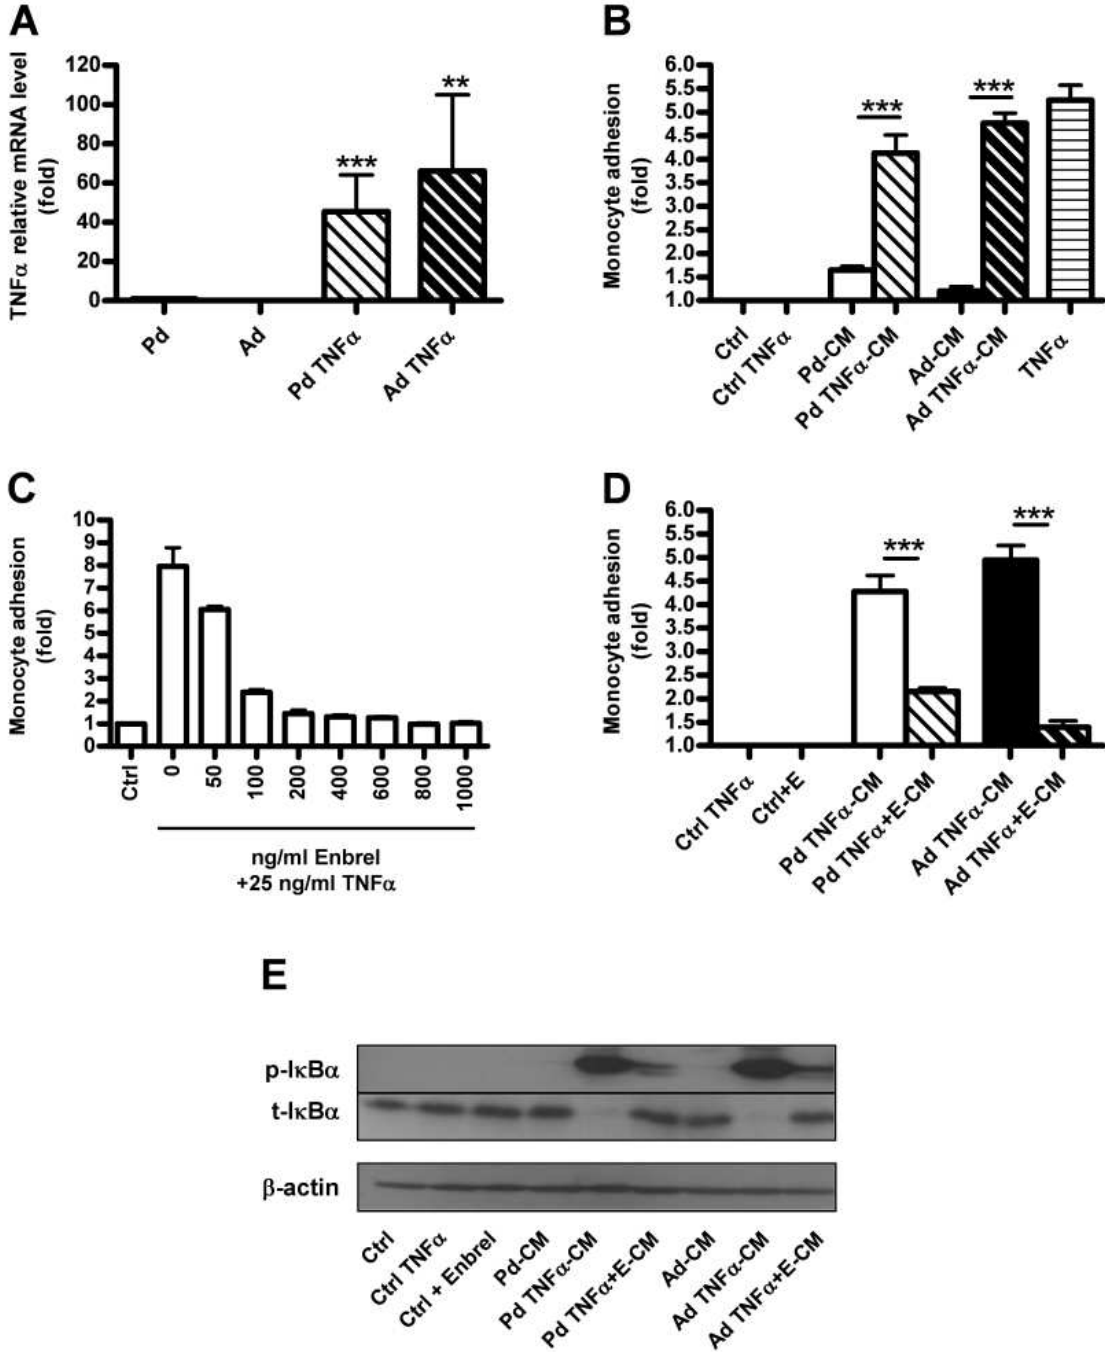 A
TNFα relative mRNA level
(fold)
120
100
80
60
40
20
0
***
**
Pd
Ad
Pd TNFα
Ad TNFα
B
Monocyte adhesion
(fold)
6.0
5.5
5.0
4.5
4.0
3.5
3.0
2.5
2.0
1.5
1.0
***
***
Ctrl
Ctrl TNFα
Pd-CM
Pd TNFα-CM
Ad-CM
Ad TNFα-CM
TNFα
C
Monocyte adhesion
(fold)
10
9
8
7
6
5
4
3
2
1
0
Ctrl
0
50
100
200
400
600
800
1000
ng/ml Enbrel
+25 ng/ml TNFα
D
Monocyte adhesion
(fold)
6.0
5.5
5.0
4.5
4.0
3.5
3.0
2.5
2.0
1.5
1.0
***
***
Ctrl TNFα
Ctrl+E
Pd TNFα-CM
Pd TNFα+E-CM
Ad TNFα-CM
Ad TNFα+E-CM
E
p-IκBα
t-IκBα
β-actin
Ctrl
Ctrl TNFα
Ctrl + Enbrel
Pd-CM
Pd TNFα-CM
Pd TNFα+E-CM
Ad-CM
Ad TNFα-CM
Ad TNFα+E-CM